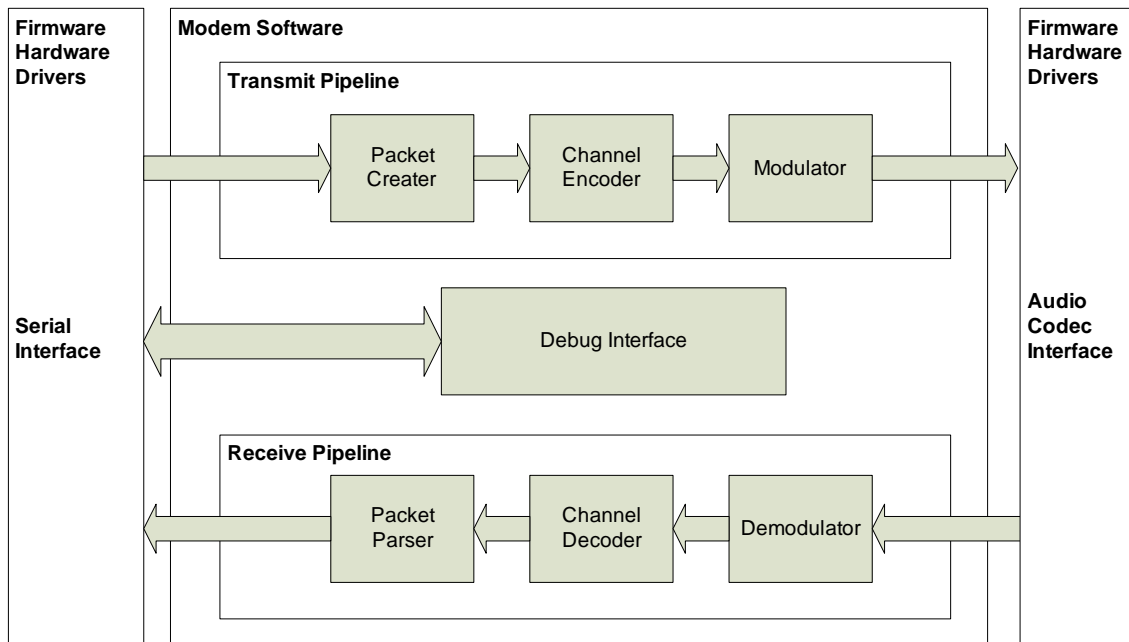 Firmware
Hardware
Drivers
Serial
Interface
Modem Software
Transmit Pipeline
Packet
Creater
Channel
Encoder
Modulator
Debug Interface
Receive Pipeline
Packet
Parser
Channel
Decoder
Demodulator
Firmware
Hardware
Drivers
Audio
Codec
Interface